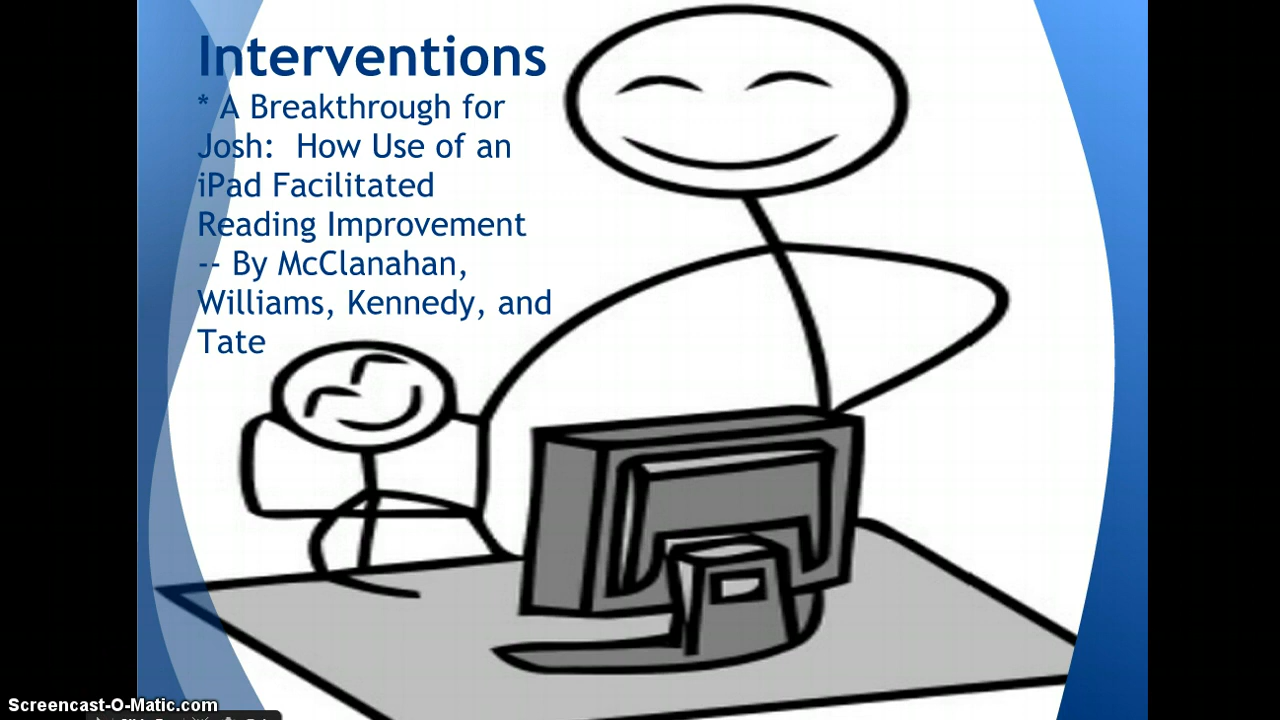 Interventions
* A Breakthrough for
Josh:  How Use of an
iPad Facilitated
Reading Improvement
-- By McClanahan,
Williams, Kennedy, and
Tate
Screencast-O-Matic.com